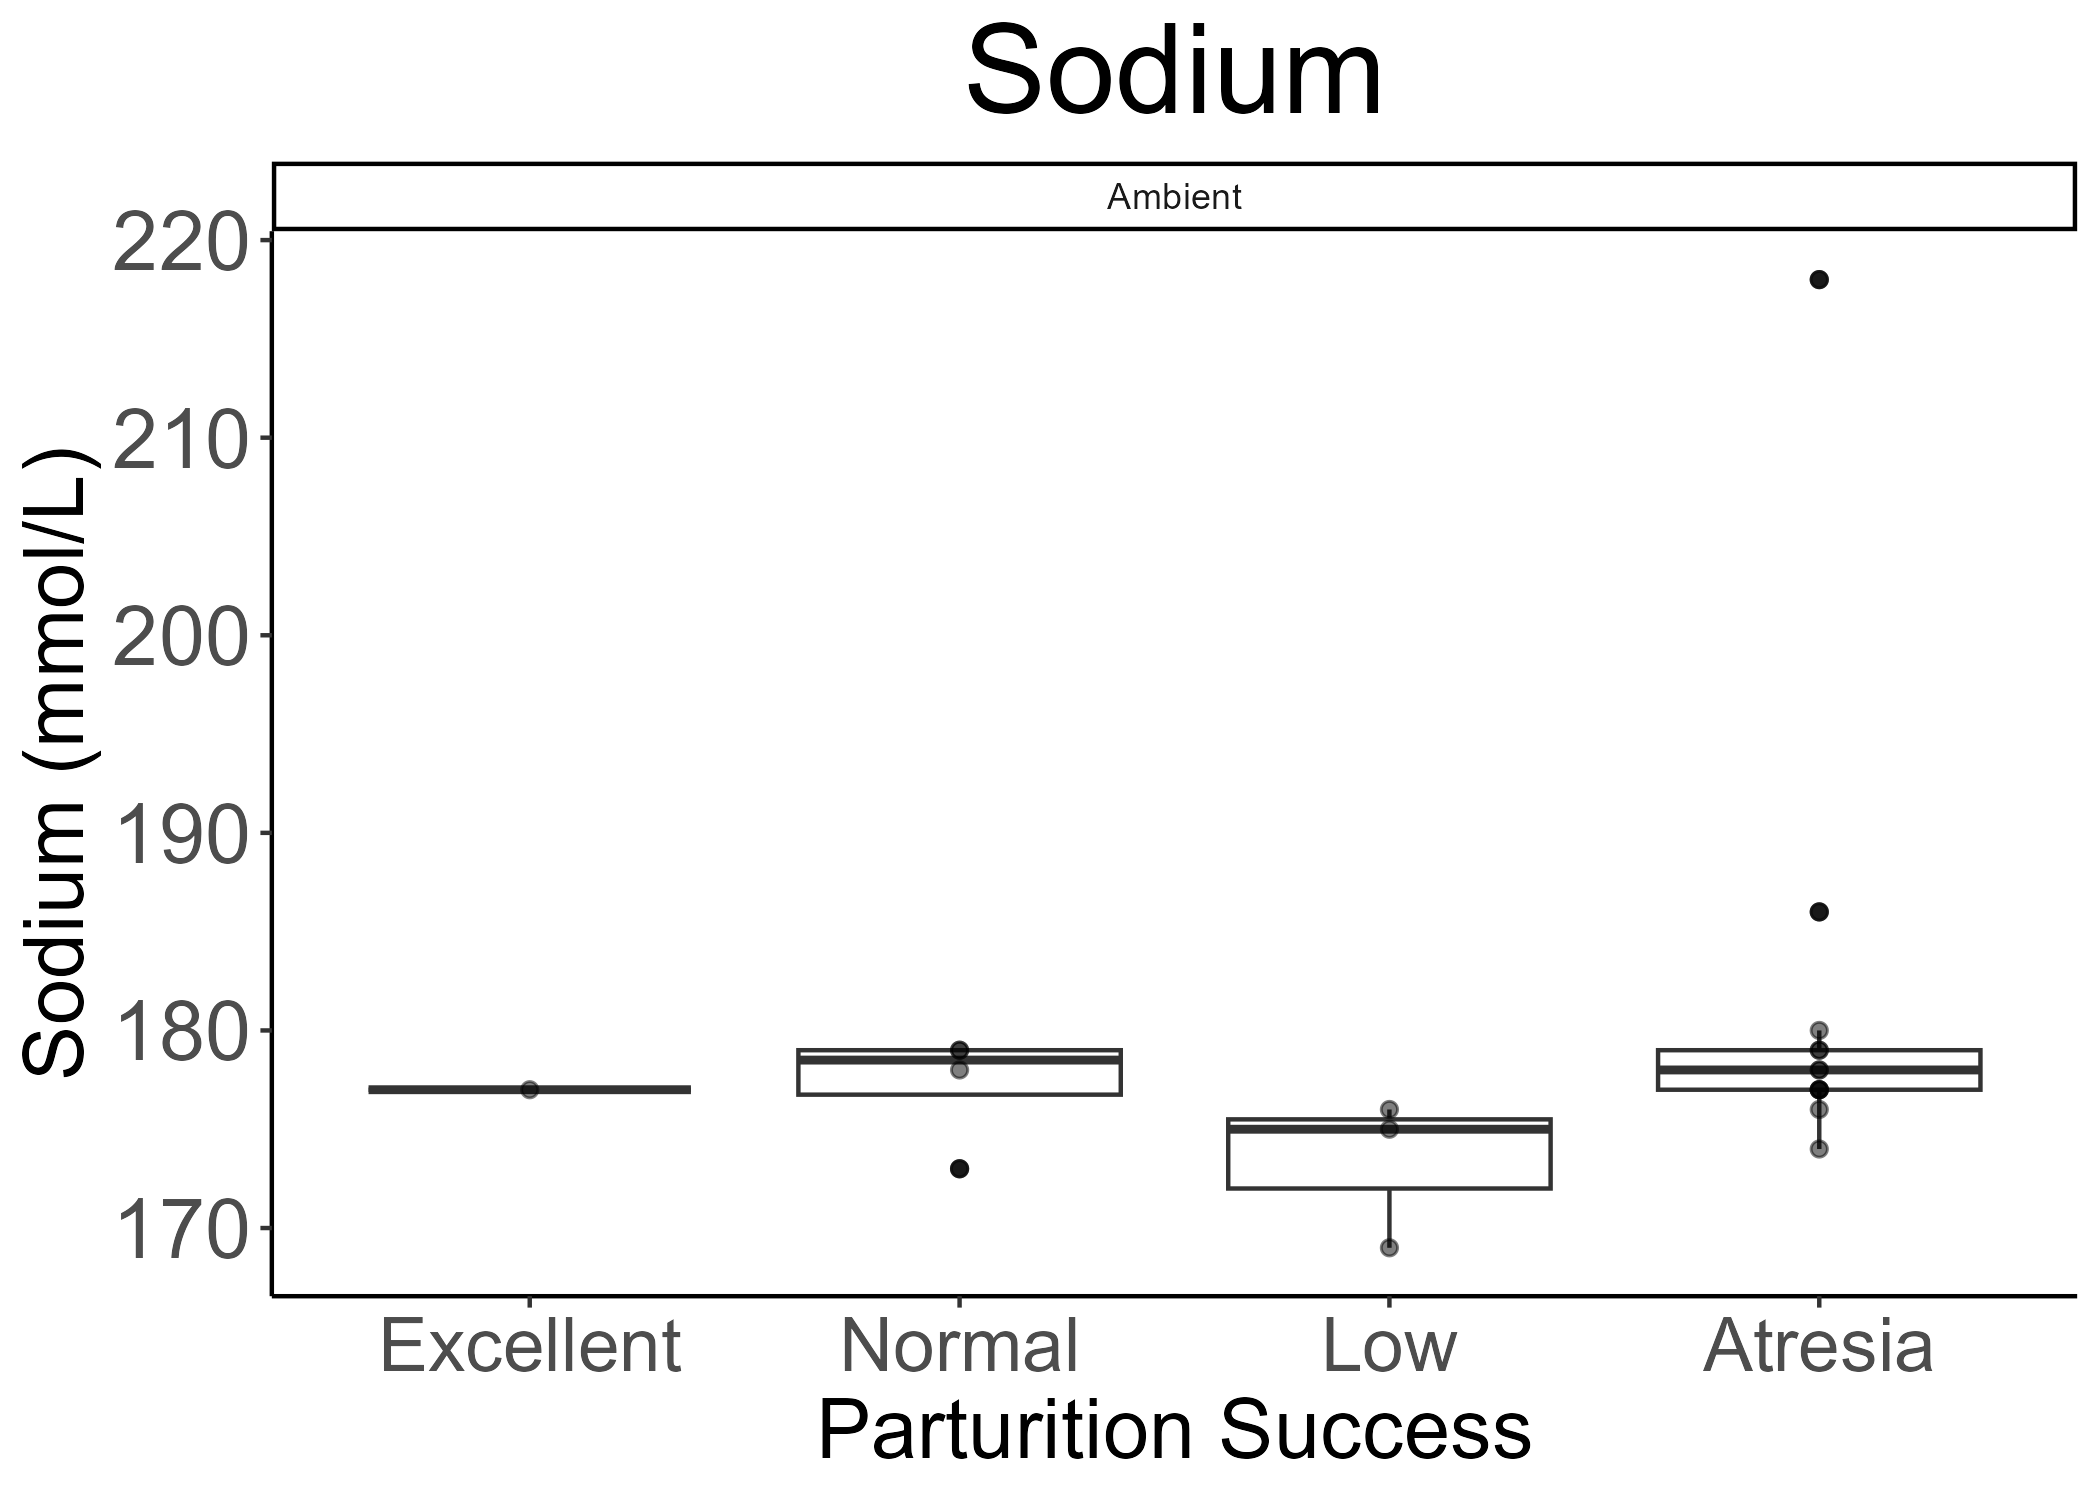 Sodium
Ambient
220
210
200
190
180
170
Sodium (mmol/L)
Excellent Normal Low Atresia
Parturition Success